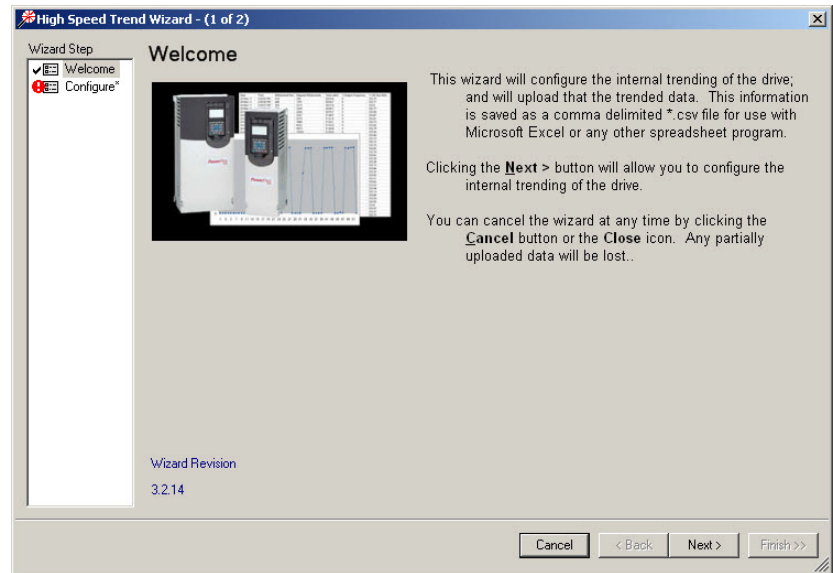 High Speed Trend Wizard - (1 of 2)
Wizard Step
Welcome
Configure*
Welcome
This wizard will configure the internal trending of the drive;
and will upload that the trended data. This information
is saved as a comma delimited *.csv file for use with
Microsoft Excel or any other spreadsheet program.
Clicking the Next > button will allow you to configure the
internal trending of the drive.
You can cancel the wizard at any time by clicking the
Cancel button or the Close icon. Any partially
uploaded data will be lost..
Wizard Revision
3.2.14
Cancel
< Back
Next >
Finish >>